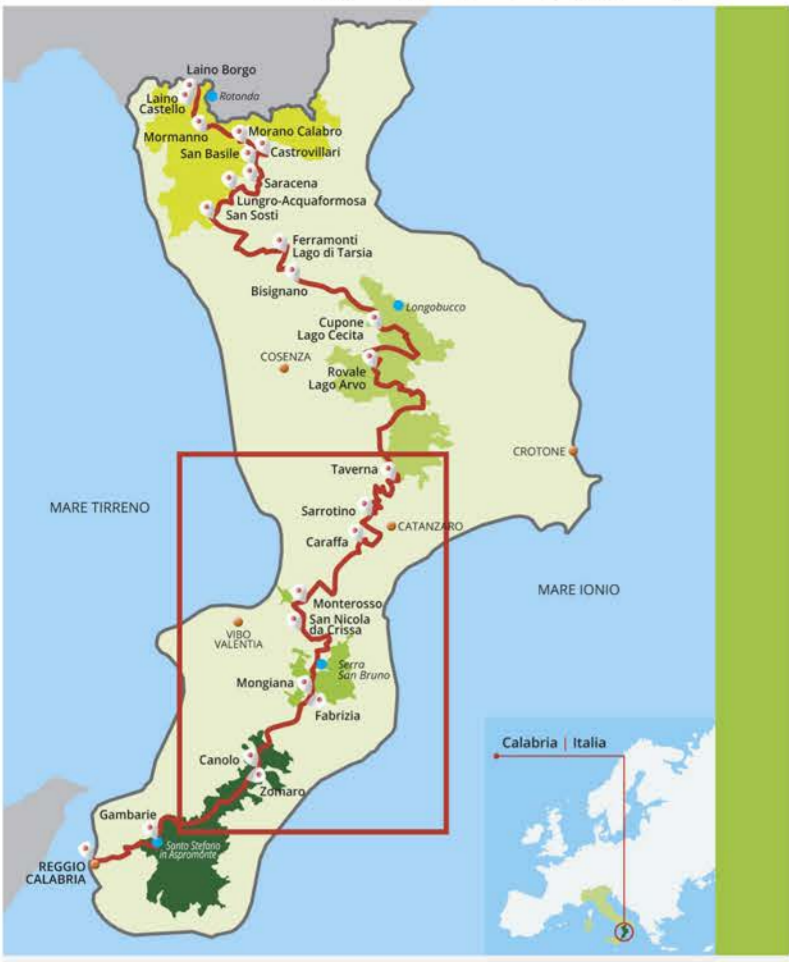 Laino Borgo
Rotonda
Laino
Castello
Mormanno
Morano Calabro
San Basile
Castrovillari
Saracena
Lungro-Acquaformosa
San Sosti
Ferramonti
Lago di Tarsia
Bisignano
Longobucco
Cupone
Lago Cecita
COSENZA
Rovale
Lago Arvo
CROTONE
Taverna
MARE TIRRENO
Sarrotino
CATANZARO
Caraffa
MARE IONIO
Monterosso
San Nicola
da Crissa
VIBO
VALENTIA
Serra
San Bruno
Mongiana
Fabrizia
Calabria | Italia
Canolo
Zomaro
Gambarie
Santo Stefano
in Aspromonte
REGGIO
CALABRIA